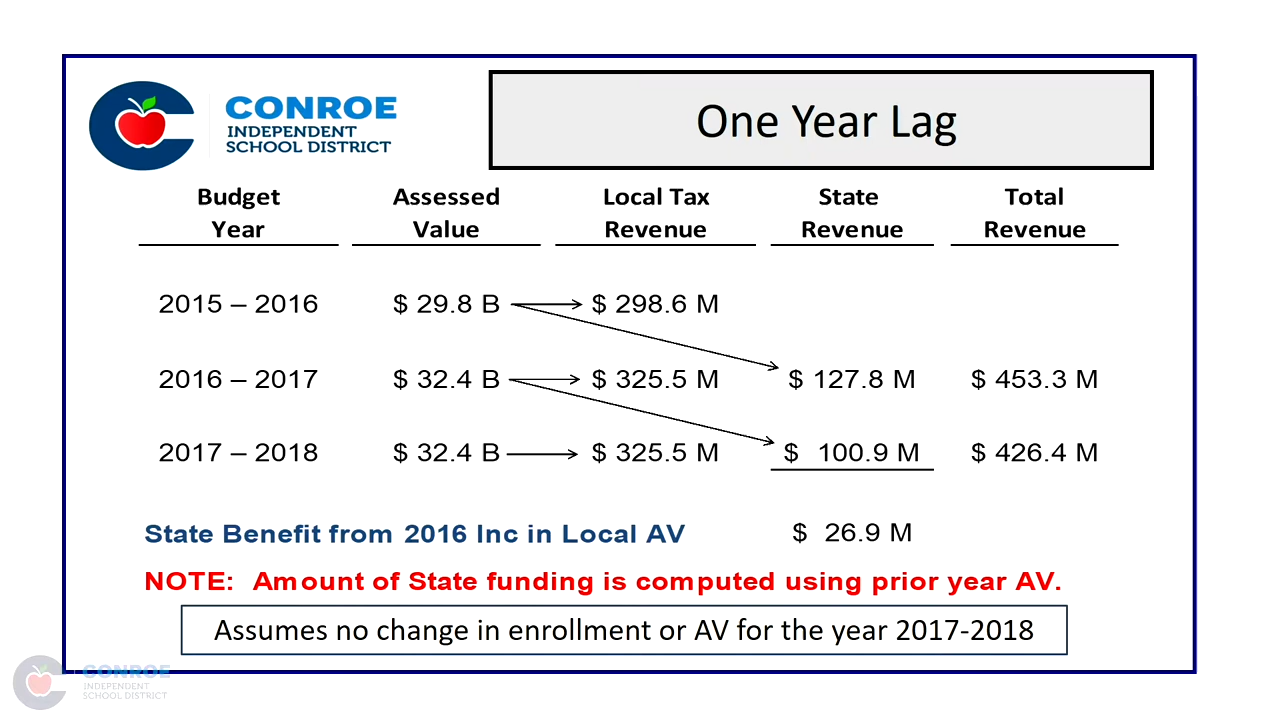 CONROE
INDEPENDENT
SCHOOL DISTRICT
One Year Lag
Budget Year
Assessed Value
Local Tax Revenue
State Revenue
Total Revenue
2015 – 2016 $ 29.8 B $ 298.6 M
2016 – 2017 $ 32.4 B $ 325.5 M $ 127.8 M $ 453.3 M
2017 – 2018 $ 32.4 B $ 325.5 M $ 100.9 M $ 426.4 M
State Benefit from 2016 Inc in Local AV $ 26.9 M
NOTE: Amount of State funding is computed using prior year AV.
Assumes no change in enrollment or AV for the year 2017-2018
CONROE
INDEPENDENT
SCHOOL DISTRICT